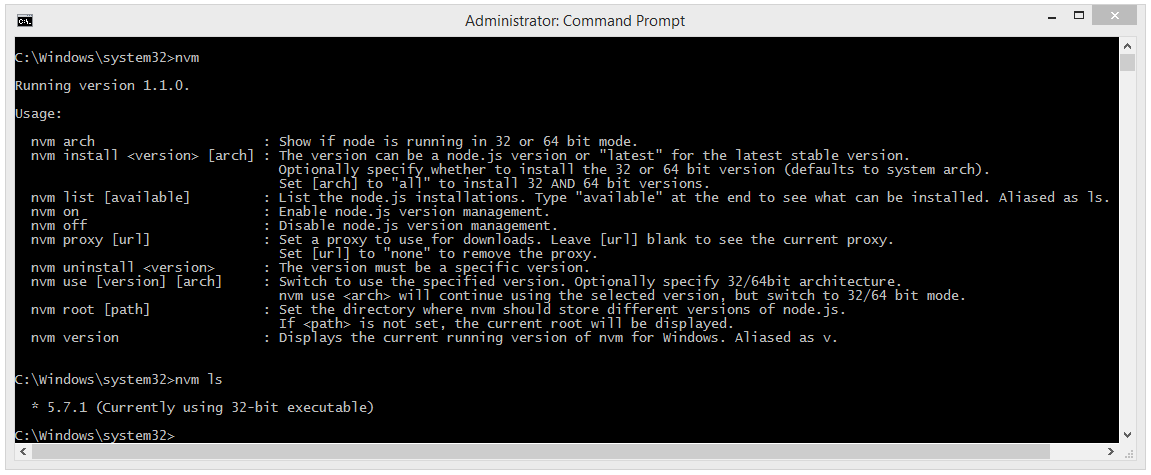 Administrator: Command Prompt
C:\Windows\system32>nvm
Running version 1.1.0.
Usage:
nvm arch : Show if node is running in 32 or 64 bit mode.
nvm install <version> [arch] : The version can be a node.js version or "latest" for the latest stable version.
Optionally specify whether to install the 32 or 64 bit version (defaults to system arch).
Set [arch] to "all" to install 32 AND 64 bit versions.
nvm list [available] : List the node.js installations. Type "available" at the end to see what can be installed. Aliased as ls.
nvm on : Enable node.js version management.
nvm off : Disable node.js version management.
nvm proxy [url] : Set a proxy to use for downloads. Leave [url] blank to see the current proxy.
Set [url] to "none" to remove the proxy.
nvm uninstall <version> : The version must be a specific version.
nvm use [version] [arch] : Switch to use the specified version. Optionally specify 32/64bit architecture.
nvm use <arch> will continue using the selected version, but switch to 32/64 bit mode.
nvm root [path] : Set the directory where nvm should store different versions of node.js.
If <path> is not set, the current root will be displayed.
nvm version : Displays the current running version of nvm for Windows. Aliased as v.
C:\Windows\system32>nvm ls
* 5.7.1 (Currently using 32-bit executable)
C:\Windows\system32>